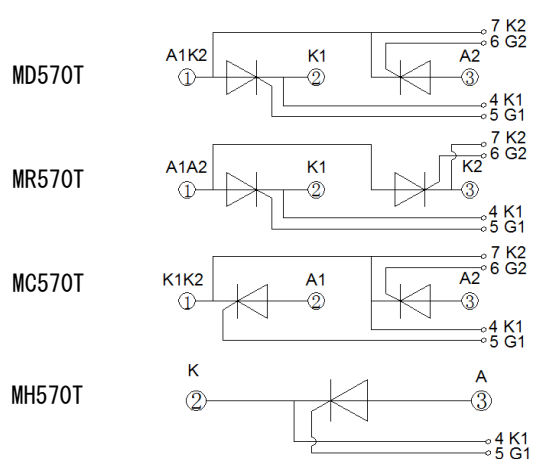 MD570T
A1K2 K1 A2
① ② ③
7 K2
6 G2
4 K1
5 G1
MR570T
A1A2 K1 K2
① ② ③
7 K2
6 G2
4 K1
5 G1
MC570T
K1K2 A1 A2
① ② ③
7 K2
6 G2
4 K1
5 G1
MH570T
K A
② ③
4 K1
5 G1